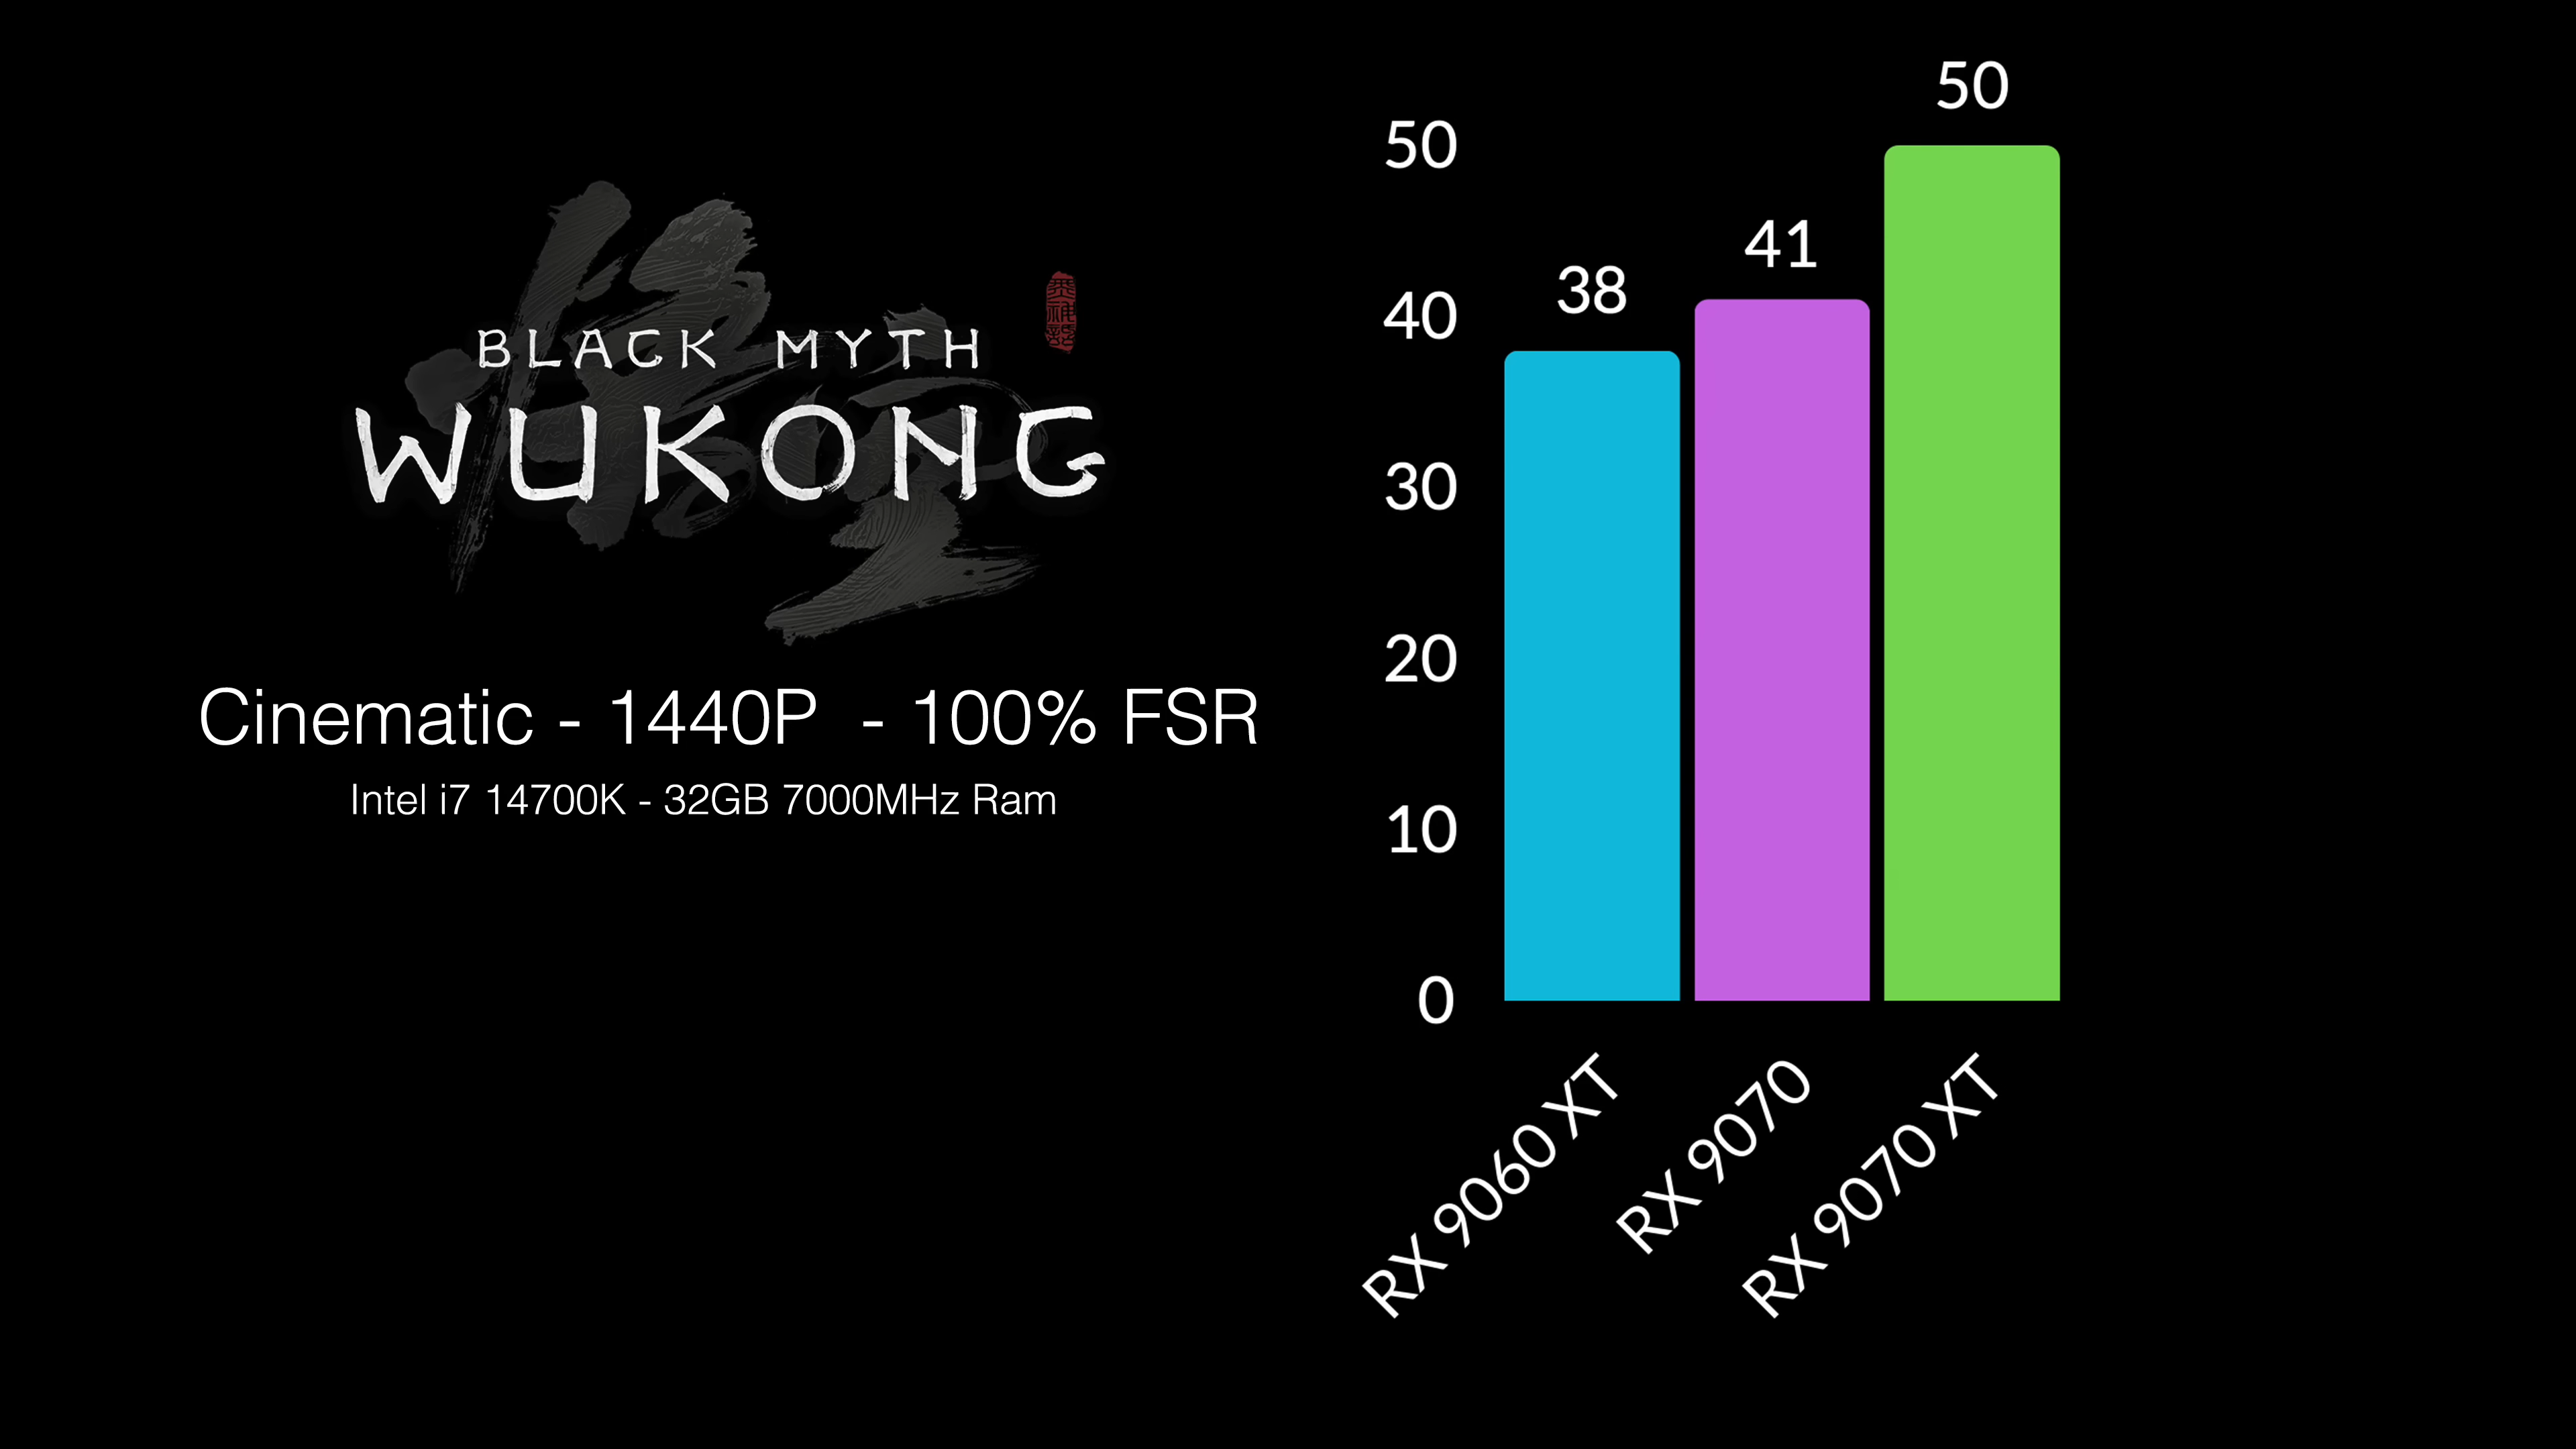 BLACK MYTH
WUKONG
Cinematic - 1440P - 100% FSR
Intel i7 14700K - 32GB 7000MHz Ram
50
40
30
20
10
0
38
41
50
RX 9060 XT
RX 9070
RX 9070 XT